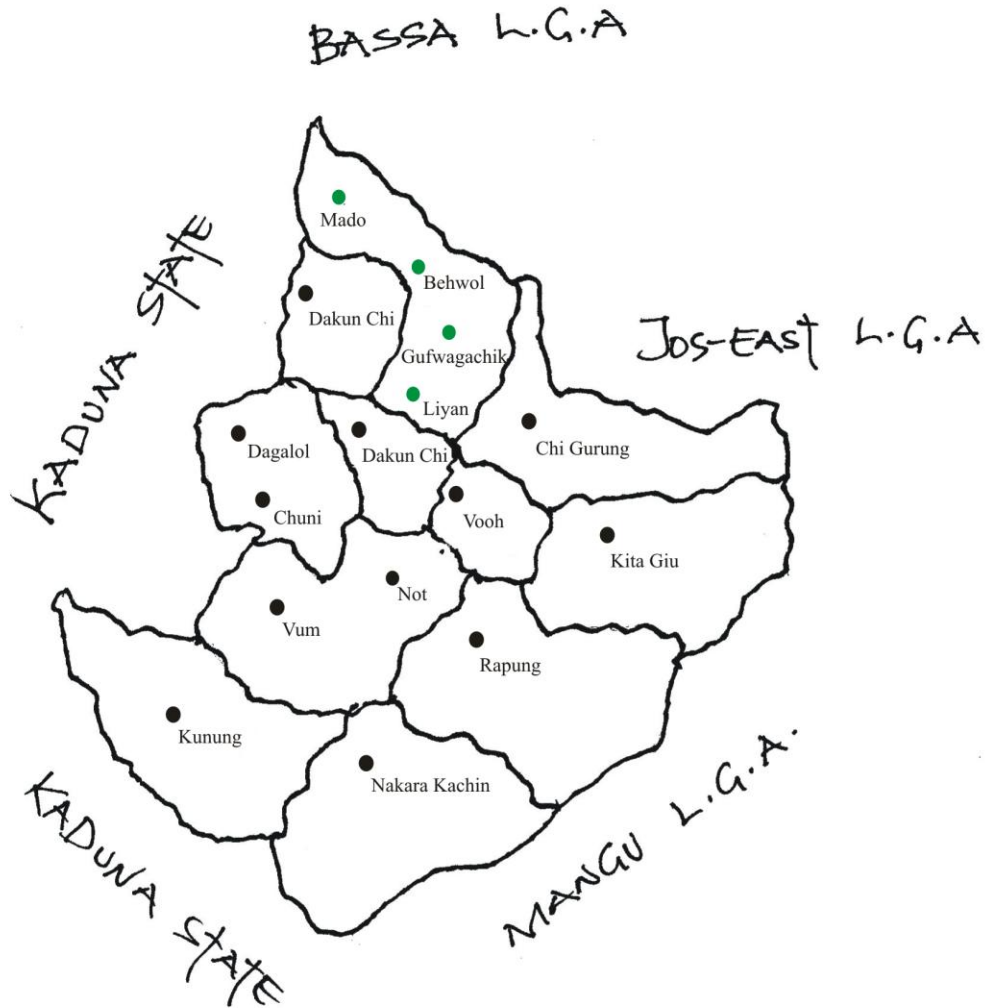 BASSA L.G.A
Mado
KADUNA STATE
Behwol
Dakun Chi
JOS-EAST L.G.A
Gufwagachik
Liyan
Dagalol
Dakun Chi
Chi Gurung
Chuni
Vooh
Kita Giu
Not
Vum
Rapung
Kunung
Nakara Kachin
KADUNA STATE
MANGU L.G.A.